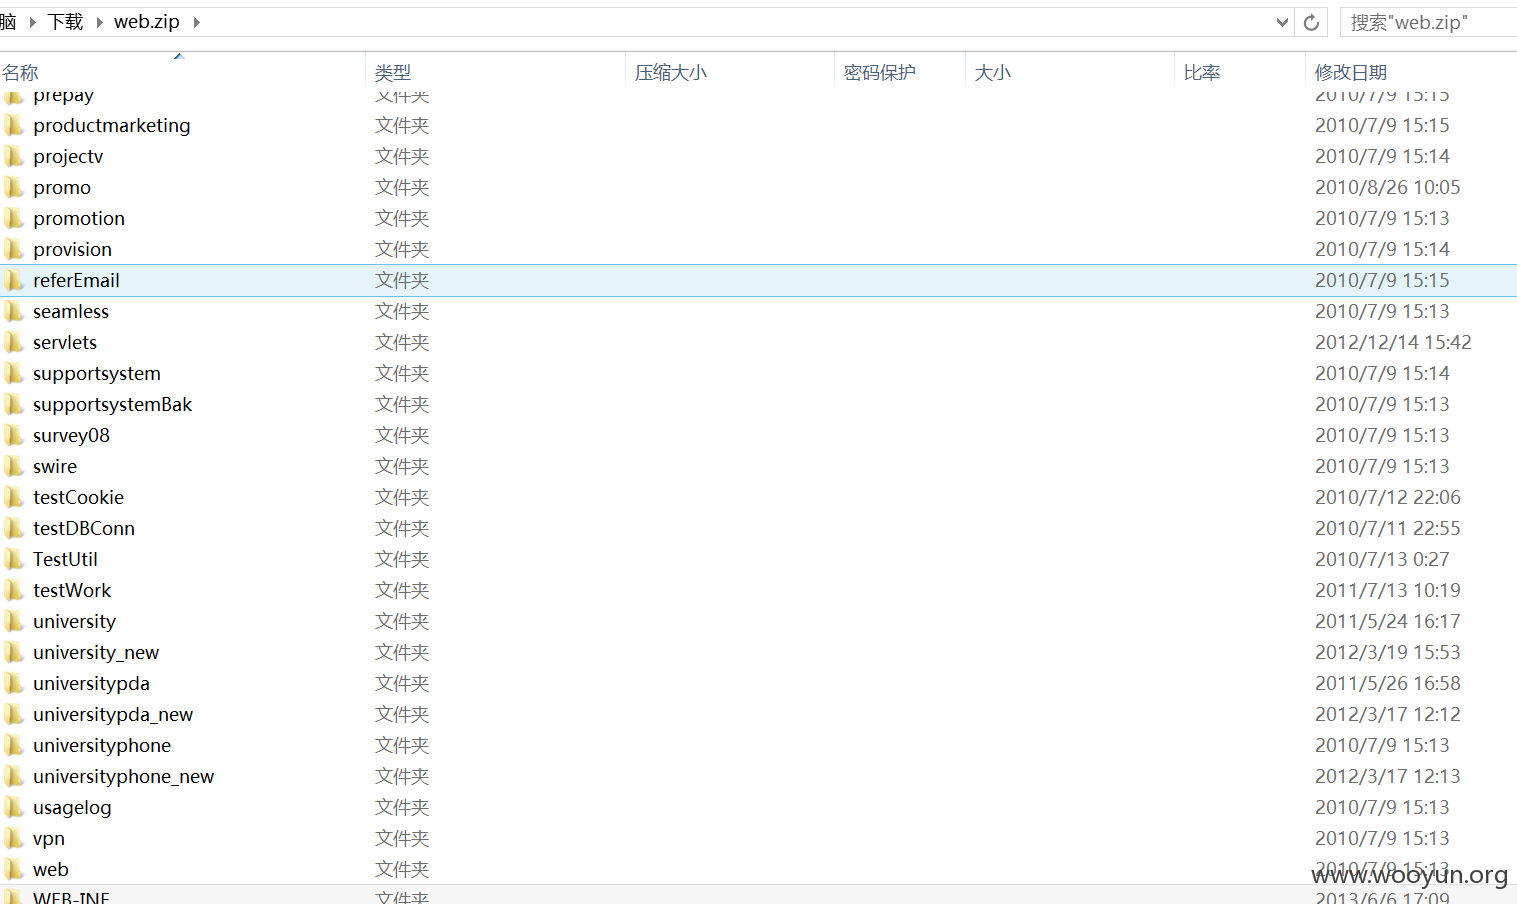 脑 下载 web.zip 搜索"web.zip"
名称 类型 压缩大小 密码保护 大小 比率 修改日期
prepay 文件夹 2010/7/9 15:15
productmarketing 文件夹 2010/7/9 15:15
projectv 文件夹 2010/7/9 15:14
promo 文件夹 2010/8/26 10:05
promotion 文件夹 2010/7/9 15:13
provision 文件夹 2010/7/9 15:14
referEmail 文件夹 2010/7/9 15:15
seamless 文件夹 2010/7/9 15:13
servlets 文件夹 2012/12/14 15:42
supportsystem 文件夹 2010/7/9 15:14
supportsystemBak 文件夹 2010/7/9 15:13
survey08 文件夹 2010/7/9 15:13
swire 文件夹 2010/7/9 15:13
testCookie 文件夹 2010/7/12 22:06
testDBConn 文件夹 2010/7/11 22:55
TestUtil 文件夹 2010/7/13 0:27
testWork 文件夹 2011/7/13 10:19
university 文件夹 2011/5/24 16:17
university_new 文件夹 2012/3/19 15:53
universitypda 文件夹 2011/5/26 16:58
universitypda_new 文件夹 2012/3/17 12:12
universityphone 文件夹 2010/7/9 15:13
universityphone_new 文件夹 2012/3/17 12:13
usagelog 文件夹 2010/7/9 15:13
vpn 文件夹 2010/7/9 15:13
web 文件夹 2010/7/9 15:13
www.wooyun.org
WEB-INF 文件夹 2013/6/6 17:09